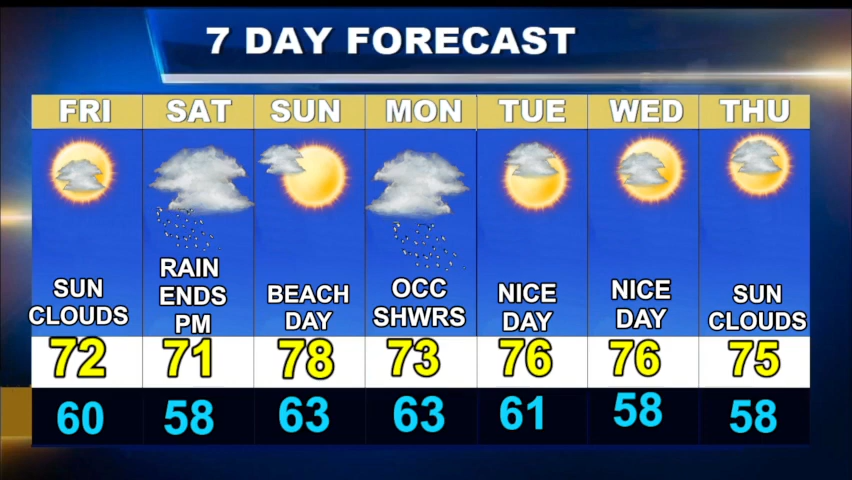 7 DAY FORECAST
FRI SAT SUN MON TUE WED THU
SUN
CLOUDS
RAIN
ENDS
PM
BEACH
DAY
OCC
SHWRS
NICE
DAY
NICE
DAY
SUN
CLOUDS
72 71 78 73 76 76 75
60 58 63 63 61 58 58